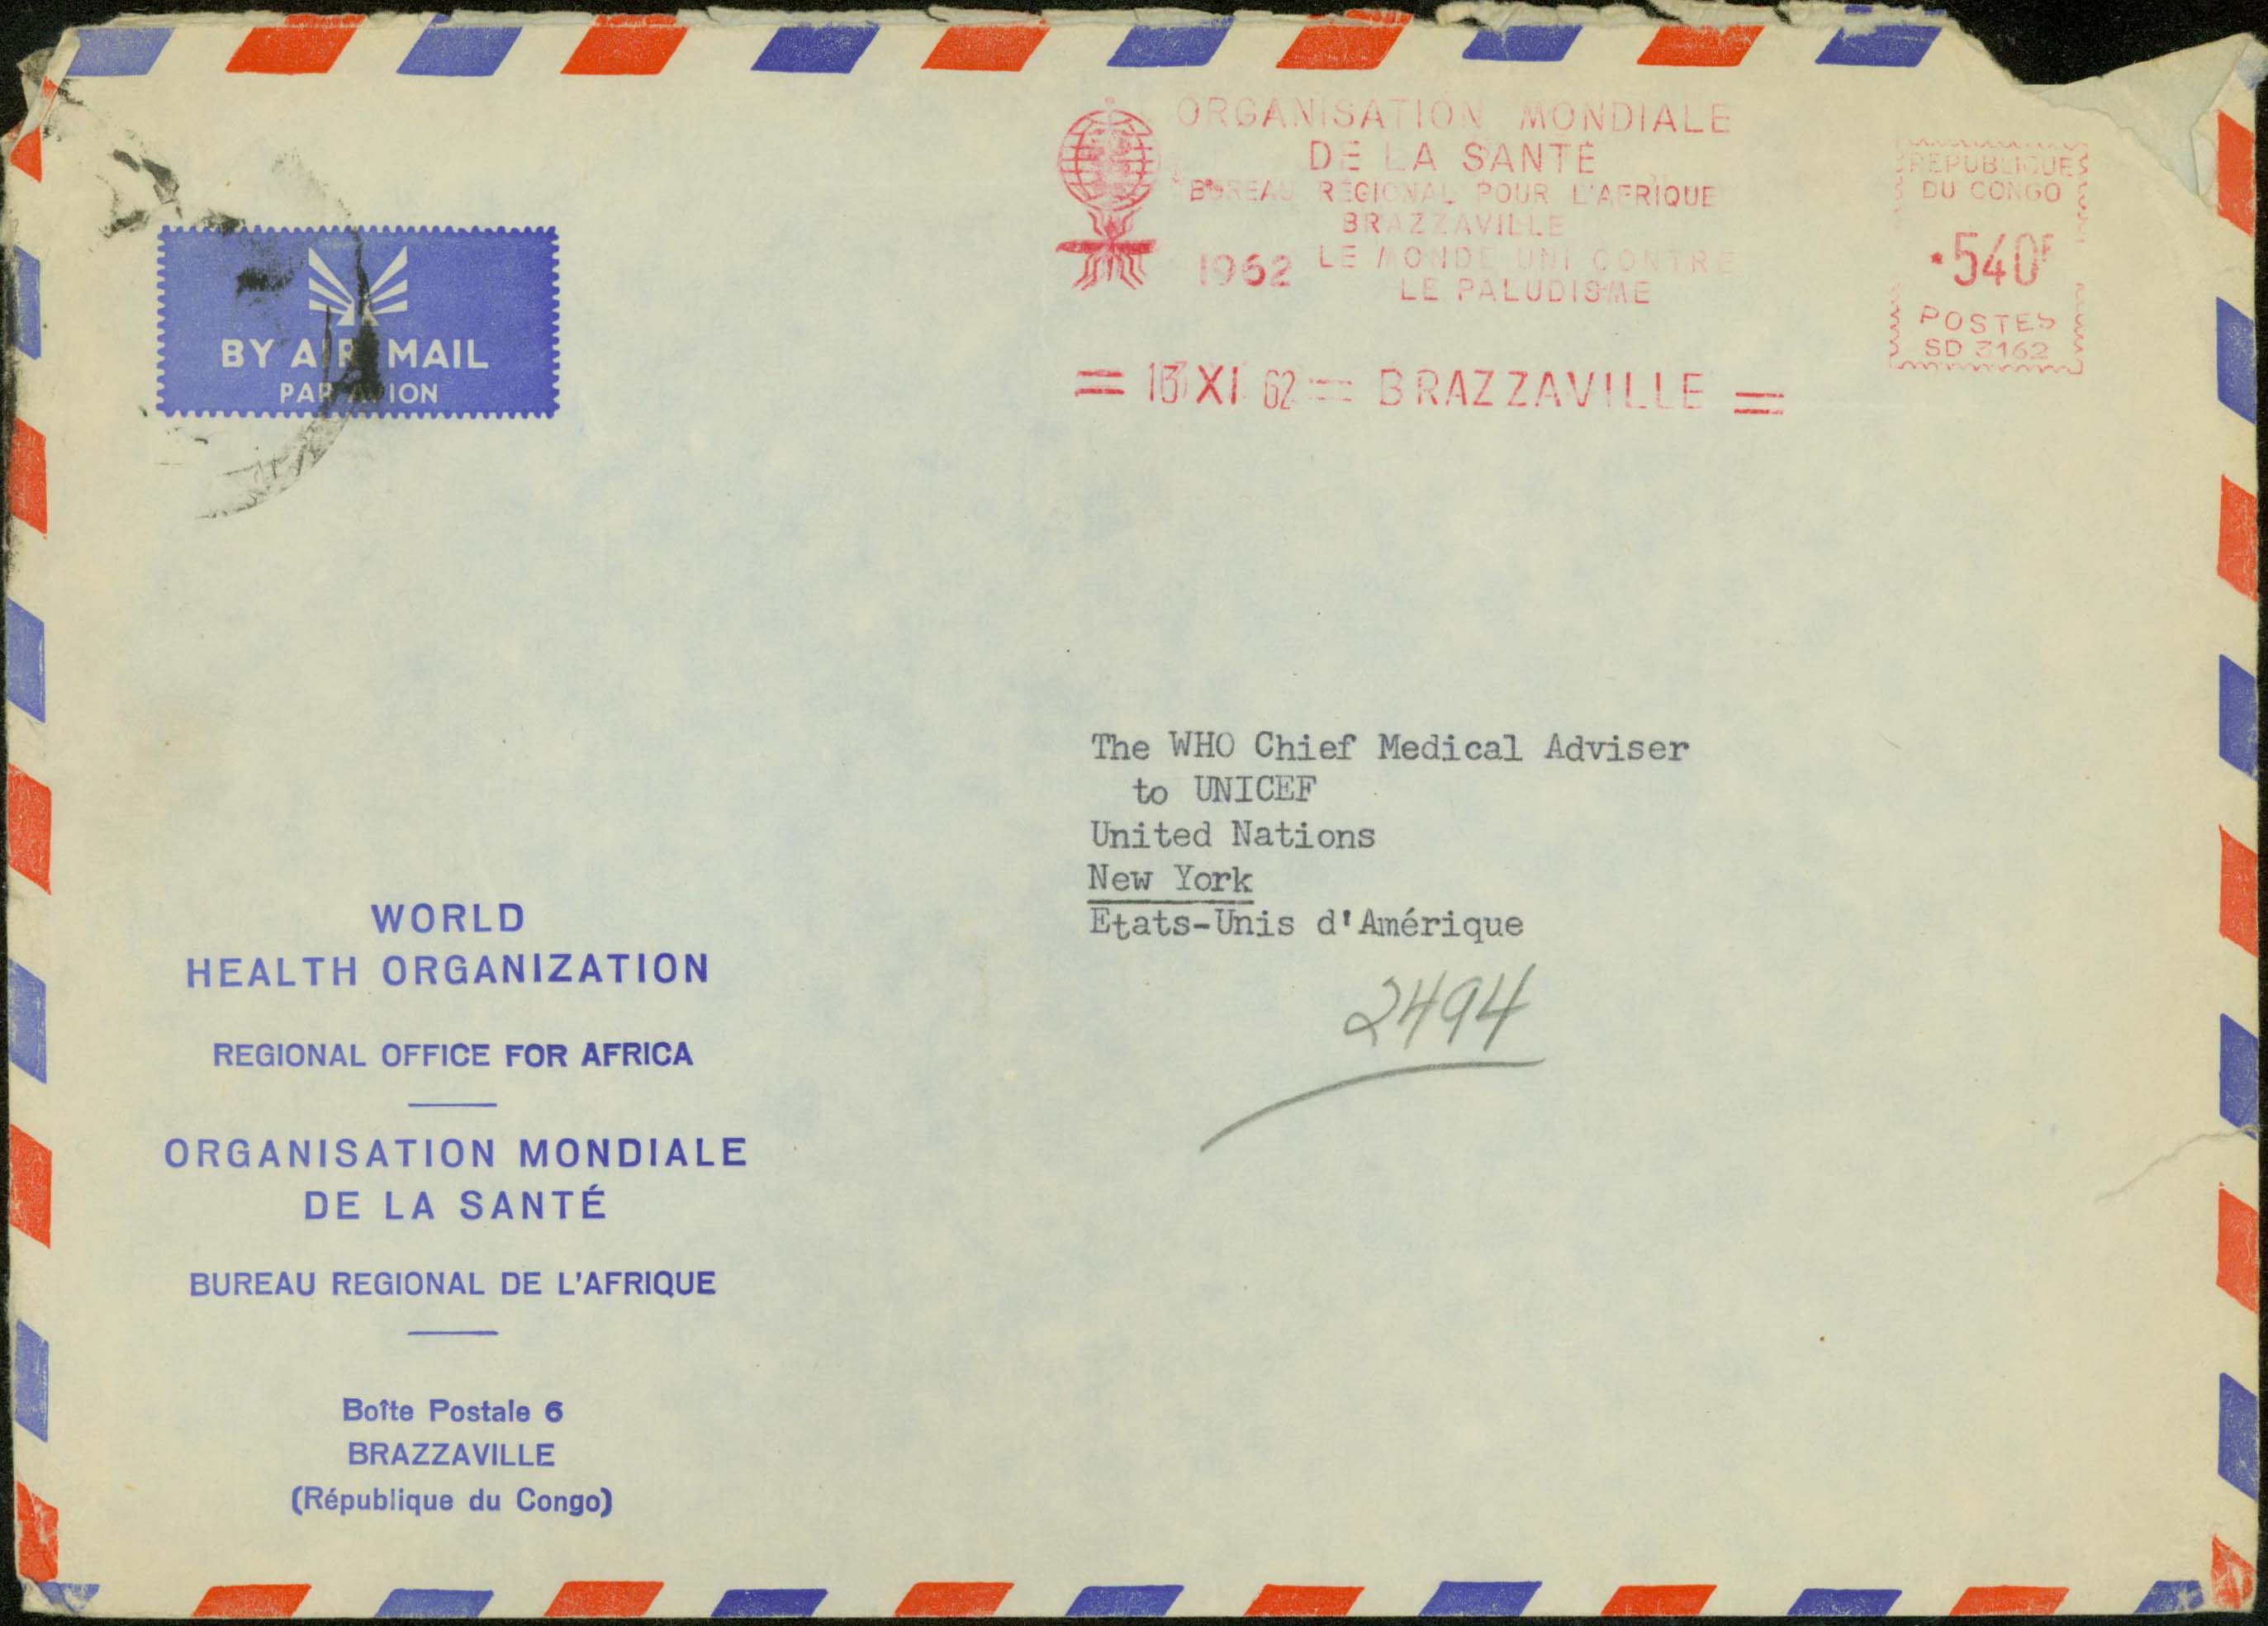 ORGANISATION MONDIALE
DE LA SANTÉ
BUREAU RÉGIONAL POUR L'AFRIQUE
BRAZZAVILLE
1962 LE MONDE UNI CONTRE
LE PALUDISME
REPUBLIQUE
DU CONGO
540F
POSTES
SD 3162
= XI 62 = BRAZZAVILLE =
BY AIR MAIL
PAR AVION
The WHO Chief Medical Adviser
to UNICEF
United Nations
New York
Etats-Unis d'Amérique
2494
WORLD
HEALTH ORGANIZATION
REGIONAL OFFICE FOR AFRICA
ORGANISATION MONDIALE
DE LA SANTÉ
BUREAU REGIONAL DE L'AFRIQUE
Boîte Postale 6
BRAZZAVILLE
(République du Congo)